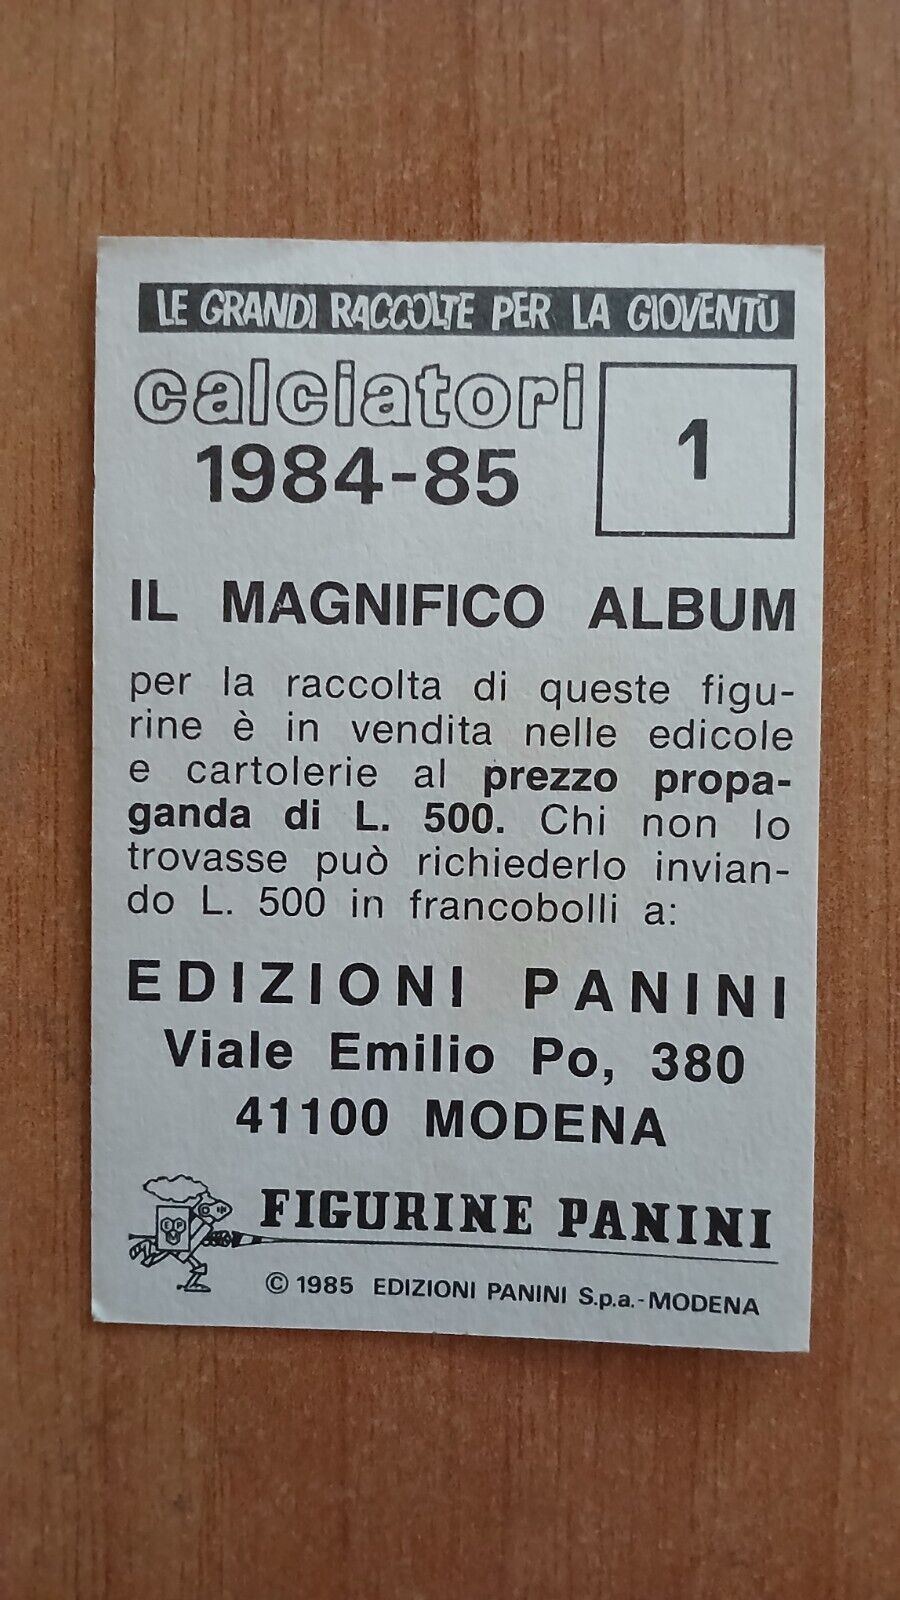 LE GRANDI RACCOLTE PER LA GIOVENTÙ
calciatori
1984-85
1
IL MAGNIFICO ALBUM
per la raccolta di queste figu-
rine è in vendita nelle edicole
e cartolerie al prezzo propa-
ganda di L. 500. Chi non lo
trovasse può richiederlo invian-
do L. 500 in francobolli a:
EDIZIONI PANINI
Viale Emilio Po, 380
41100 MODENA
FIGURINE PANINI
© 1985 EDIZIONI PANINI S.p.a.-MODENA